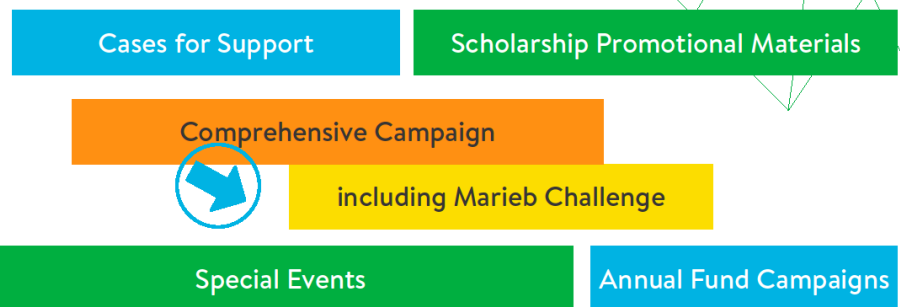 Cases for Support
Scholarship Promotional Materials
Comprehensive Campaign
including Marieb Challenge
Special Events
Annual Fund Campaigns